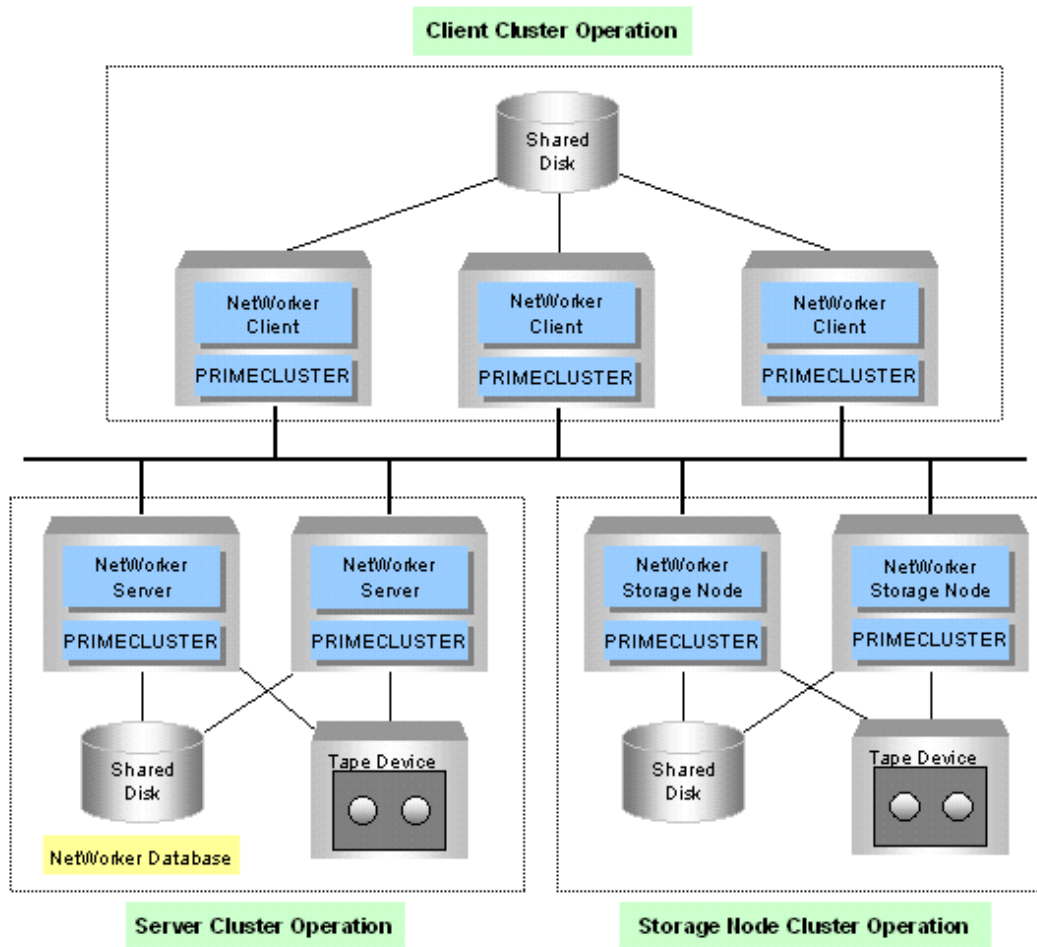 Client Cluster Operation
Shared
Disk
NetWorker
Client
PRIMECLUSTER
NetWorker
Client
PRIMECLUSTER
NetWorker
Client
PRIMECLUSTER
NetWorker
Server
PRIMECLUSTER
NetWorker
Server
PRIMECLUSTER
Shared
Disk
Tape Device
NetWorker Database
Server Cluster Operation
NetWorker
Storage Node
PRIMECLUSTER
NetWorker
Storage Node
PRIMECLUSTER
Shared
Disk
Tape Device
Storage Node Cluster Operation